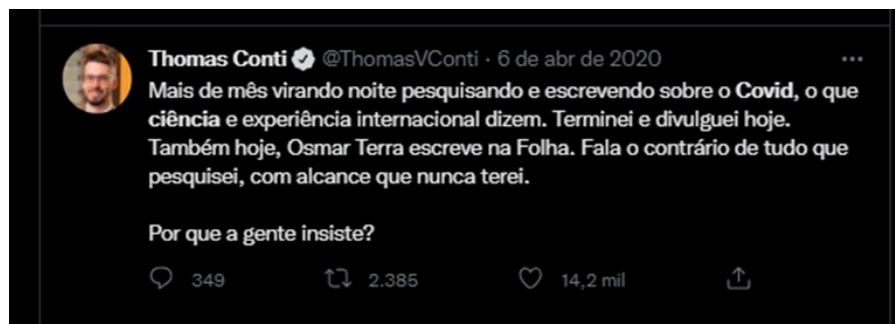 Thomas Conti @ThomasVConti · 6 de abr de 2020
Mais de mês virando noite pesquisando e escrevendo sobre o Covid, o que
ciência e experiência internacional dizem. Terminei e divulguei hoje.
Também hoje, Osmar Terra escreve na Folha. Fala o contrário de tudo que
pesquisei, com alcance que nunca terei.
Por que a gente insiste?
349 2.385 14,2 mil